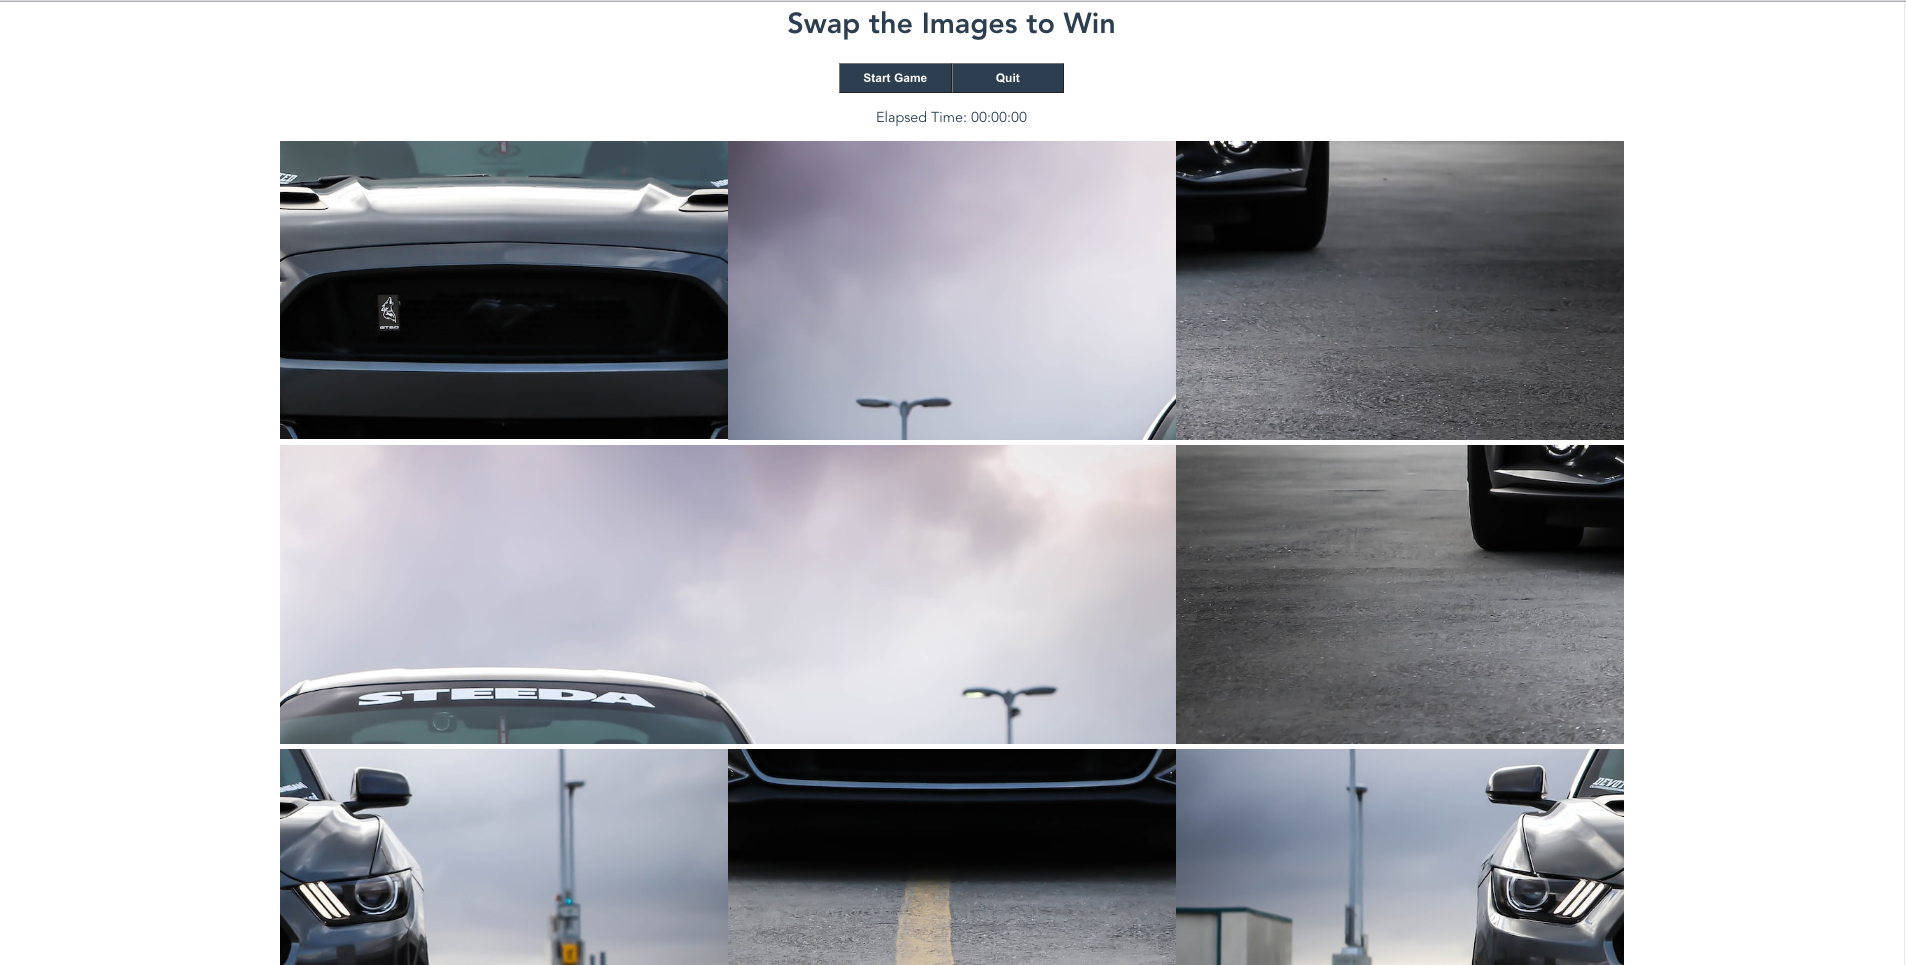 Swap the Images to Win
Start Game
Quit
Elapsed Time: 00:00:00
STEEDA